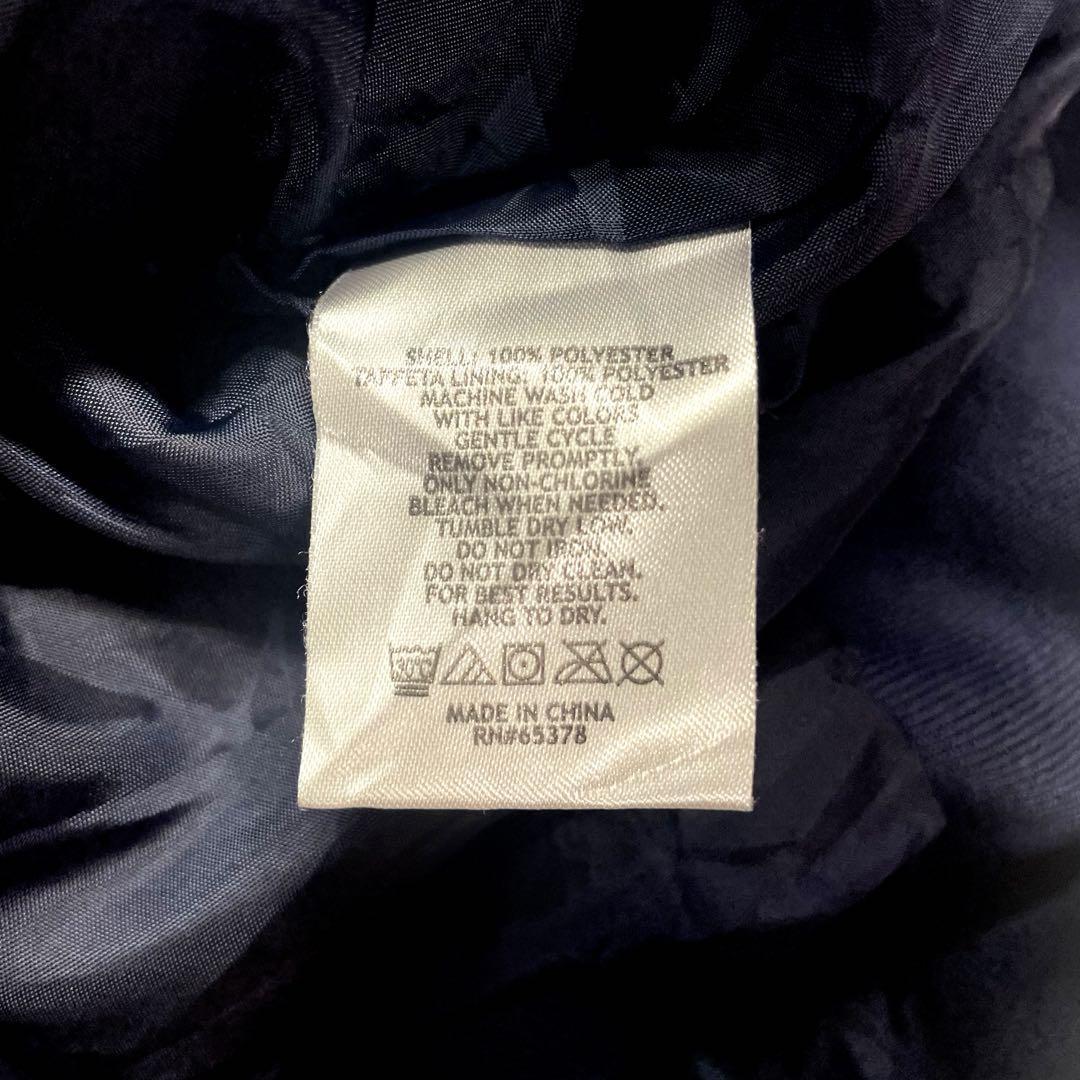 SHELL: 100% POLYESTER
TAFFETA LINING: 100% POLYESTER
MACHINE WASH COLD
WITH LIKE COLORS
GENTLE CYCLE
REMOVE PROMPTLY.
ONLY NON-CHLORINE
BLEACH WHEN NEEDED.
TUMBLE DRY LOW.
DO NOT IRON.
DO NOT DRY CLEAN.
FOR BEST RESULTS.
HANG TO DRY.
30°C
MADE IN CHINA
RN#65378